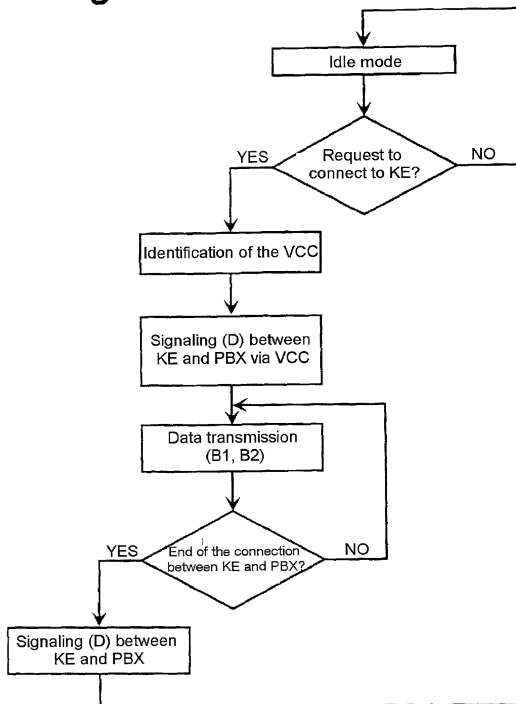 Idle mode
Request to
connect to KE?
YES
NO
Identification of the VCC
Signaling (D) between
KE and PBX via VCC
Data transmission
(B1, B2)
End of the connection
between KE and PBX?
YES
NO
Signaling (D) between
KE and PBX